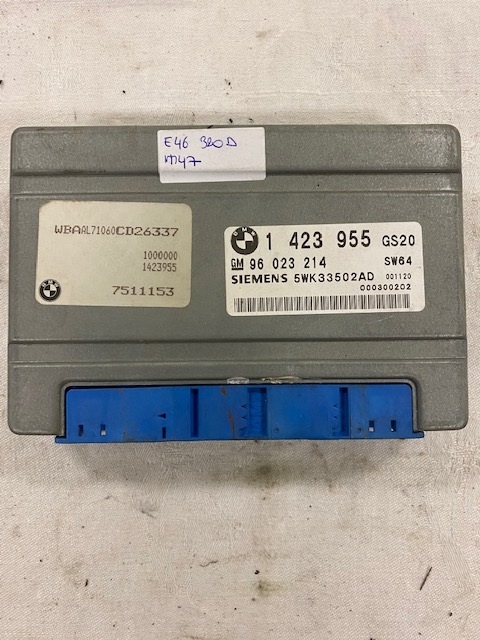 E46 320D
M47
WBAAL71060CD26337
1000000
1423955
7511153
BMW
1 423 955 GS20
GM 96 023 214 SW64
SIEMENS 5WK33502AD 001120
000300202